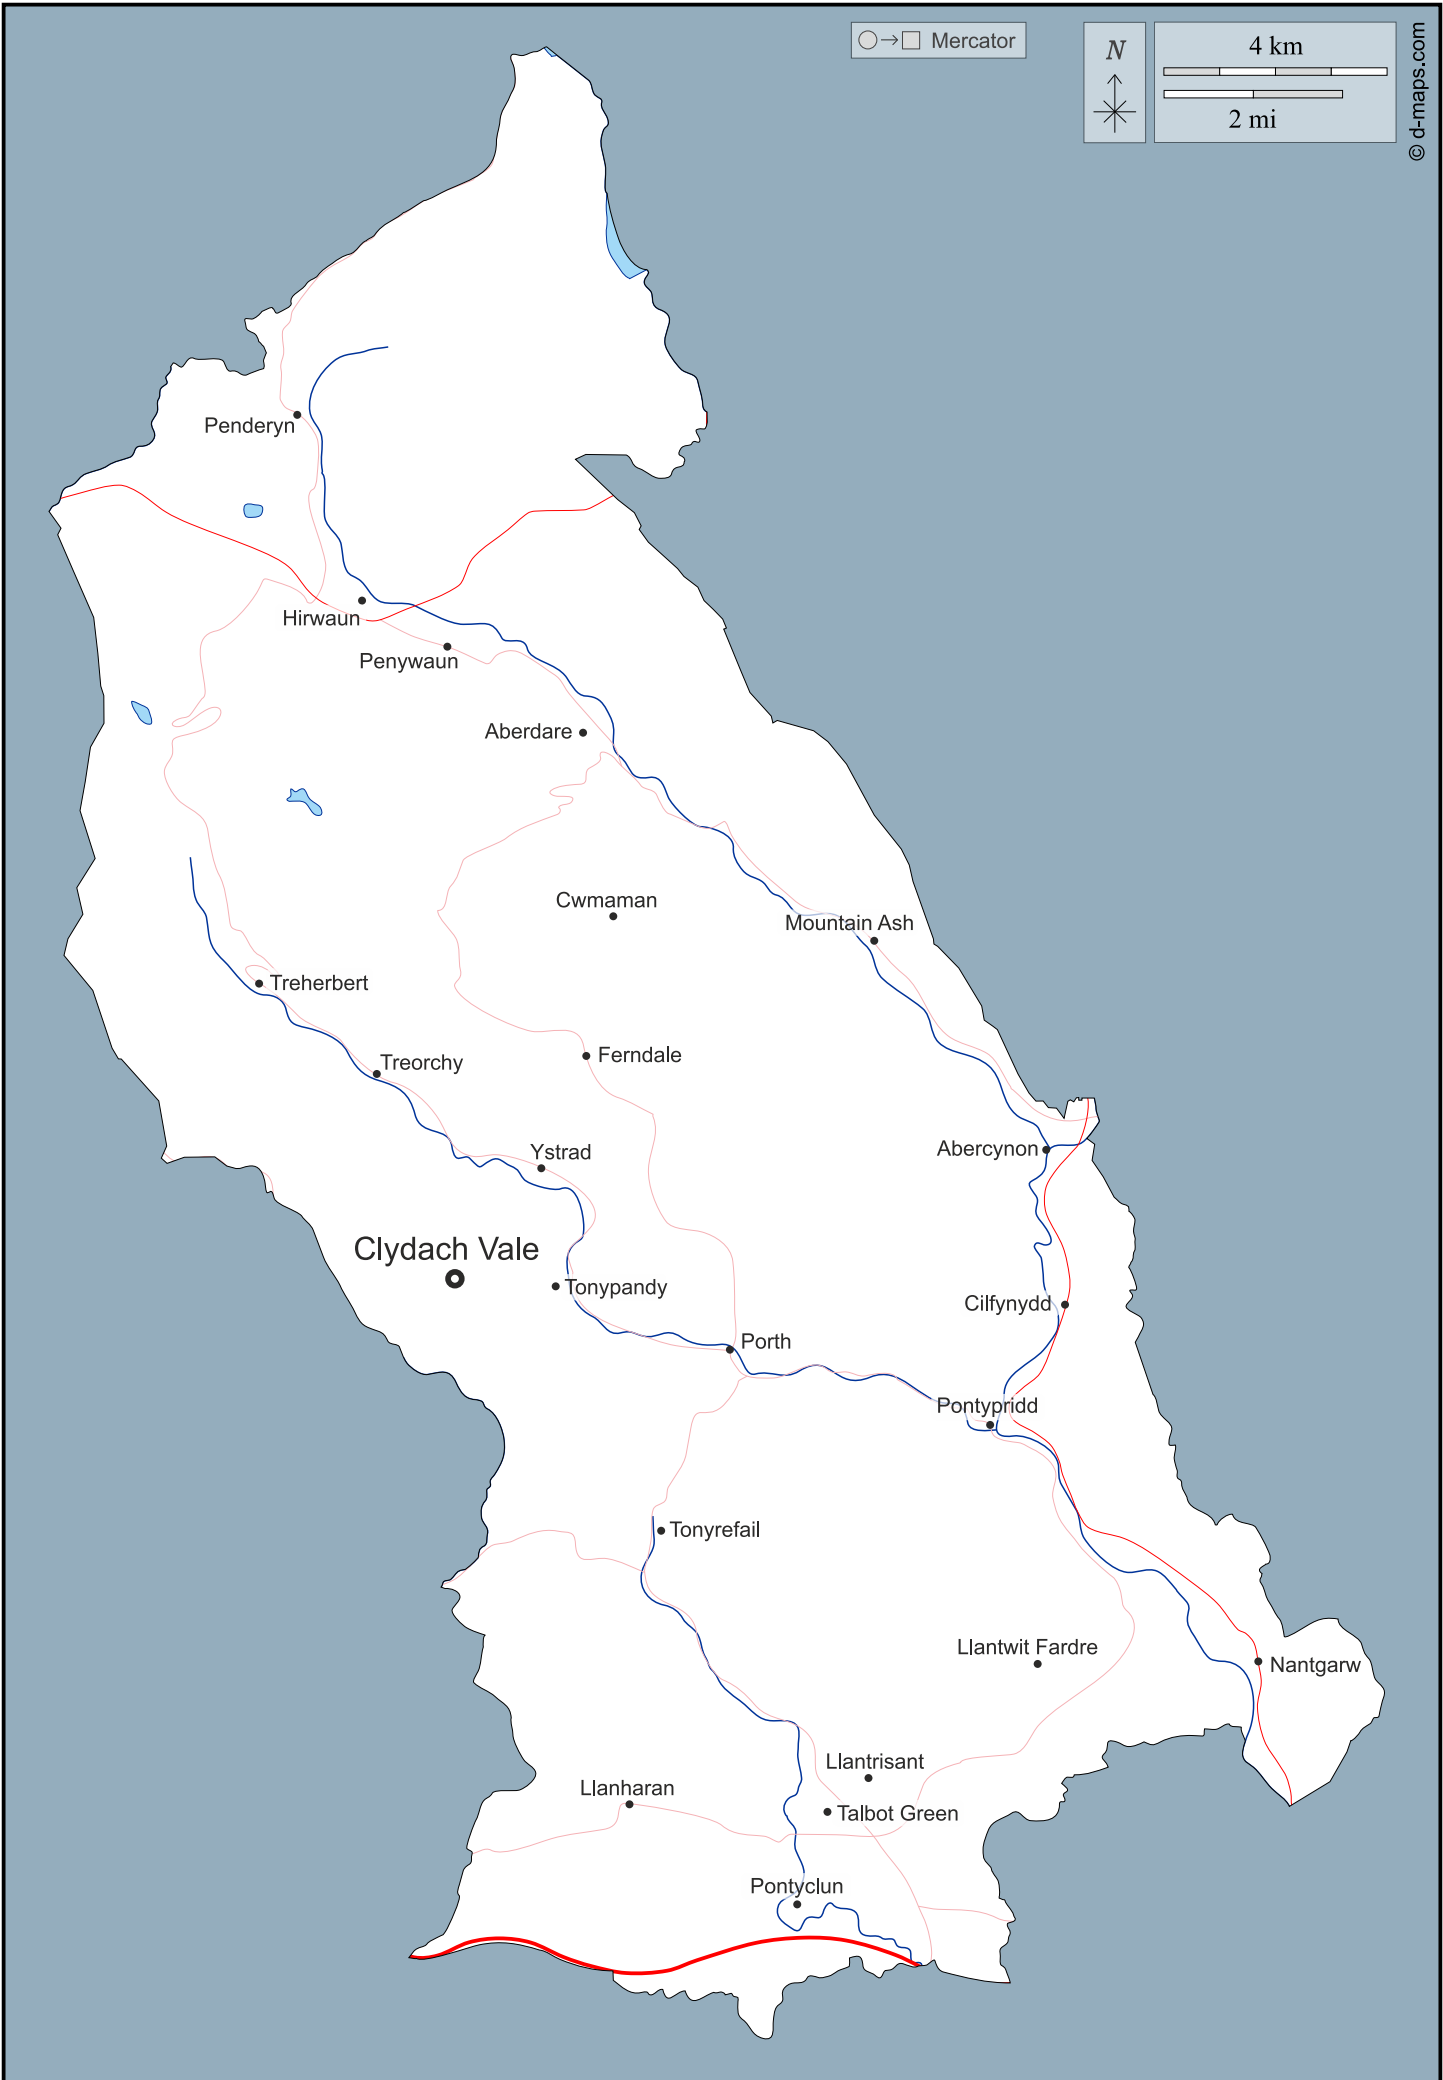 Mercator
N
4 km
2 mi
© d-maps.com
Penderyn
Hirwaun
Penywaun
Aberdare
Cwmaman
Mountain Ash
Treherbert
Ferndale
Treorchy
Abercynon
Ystrad
Clydach Vale
Tonypandy
Cilfynydd
Porth
Pontypridd
Tonyrefail
Llantwit Fardre
Nantgarw
Llantrisant
Llanharan
Talbot Green
Pontyclun